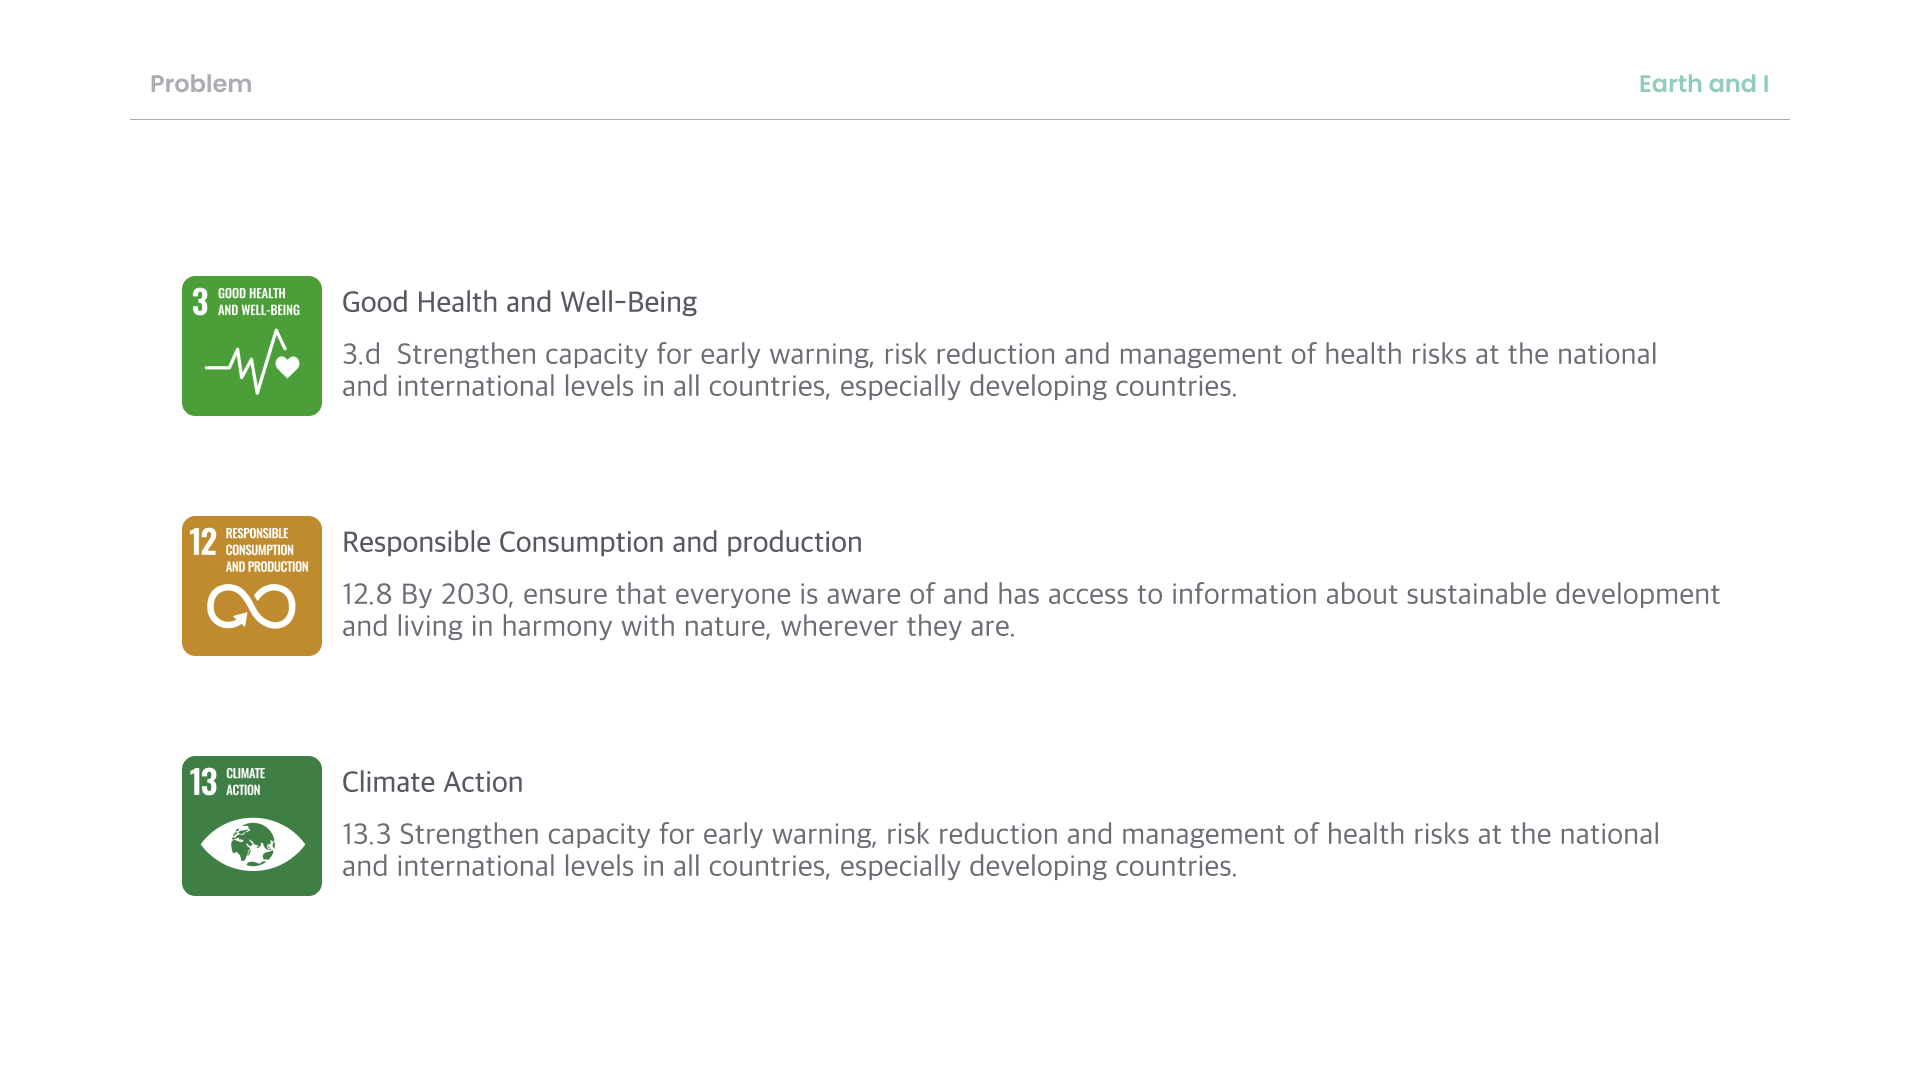 Problem
Earth and I
3 GOOD HEALTH
AND WELL-BEING
Good Health and Well-Being
3.d  Strengthen capacity for early warning, risk reduction and management of health risks at the national
and international levels in all countries, especially developing countries.
12 RESPONSIBLE
CONSUMPTION
AND PRODUCTION
Responsible Consumption and production
12.8 By 2030, ensure that everyone is aware of and has access to information about sustainable development
and living in harmony with nature, wherever they are.
13 CLIMATE
ACTION
Climate Action
13.3 Strengthen capacity for early warning, risk reduction and management of health risks at the national
and international levels in all countries, especially developing countries.